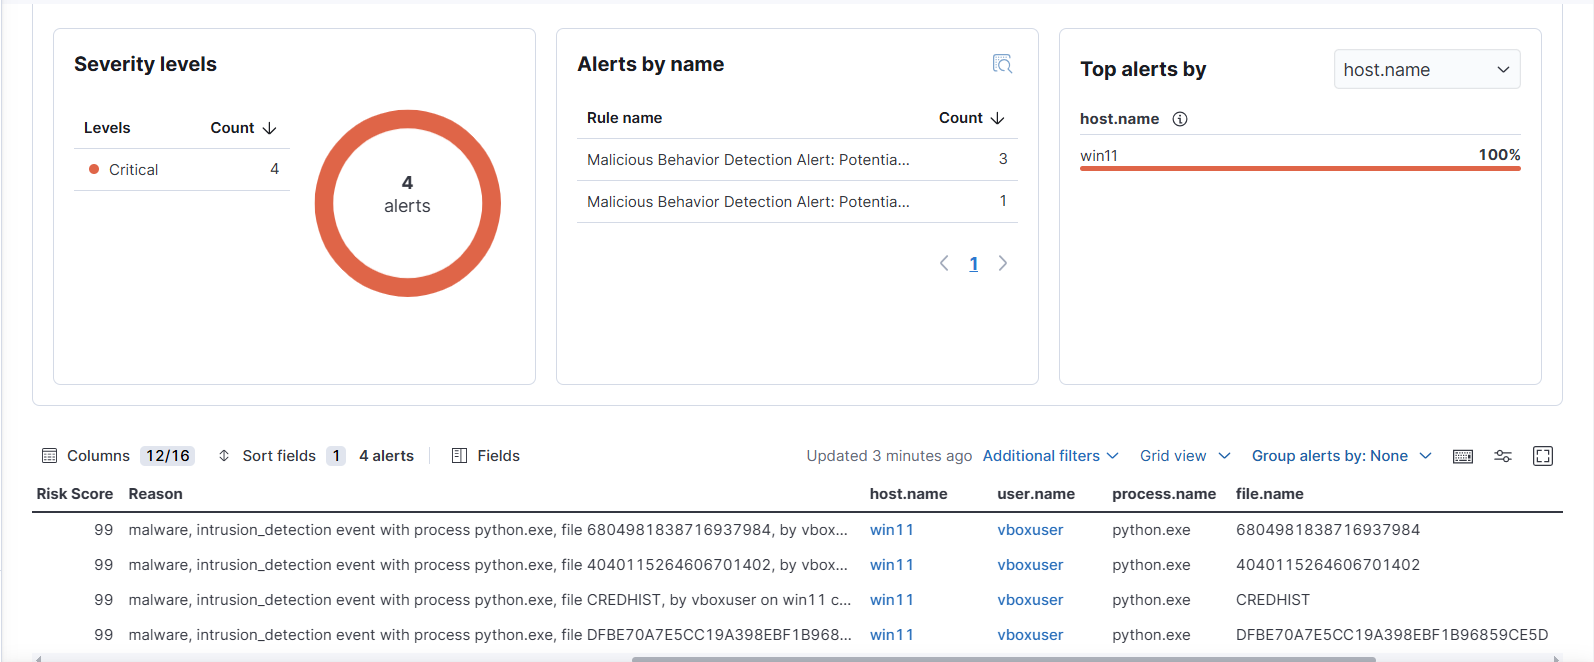 Severity levels
Levels Count
Critical 4
4
alerts
Alerts by name
Rule name Count
Malicious Behavior Detection Alert: Potentia... 3
Malicious Behavior Detection Alert: Potentia... 1
1
Top alerts by host.name
host.name
win11 100%
Columns 12/16 Sort fields 1 4 alerts Fields Updated 3 minutes ago Additional filters Grid view Group alerts by: None
Risk Score Reason host.name user.name process.name file.name
99 malware, intrusion_detection event with process python.exe, file 6804981838716937984, by vbox... win11 vboxuser python.exe 6804981838716937984
99 malware, intrusion_detection event with process python.exe, file 4040115264606701402, by vbox... win11 vboxuser python.exe 4040115264606701402
99 malware, intrusion_detection event with process python.exe, file CREDHIST, by vboxuser on win11 c... win11 vboxuser python.exe CREDHIST
99 malware, intrusion_detection event with process python.exe, file DFBE70A7E5CC19A398EBF1B968... win11 vboxuser python.exe DFBE70A7E5CC19A398EBF1B96859CE5D